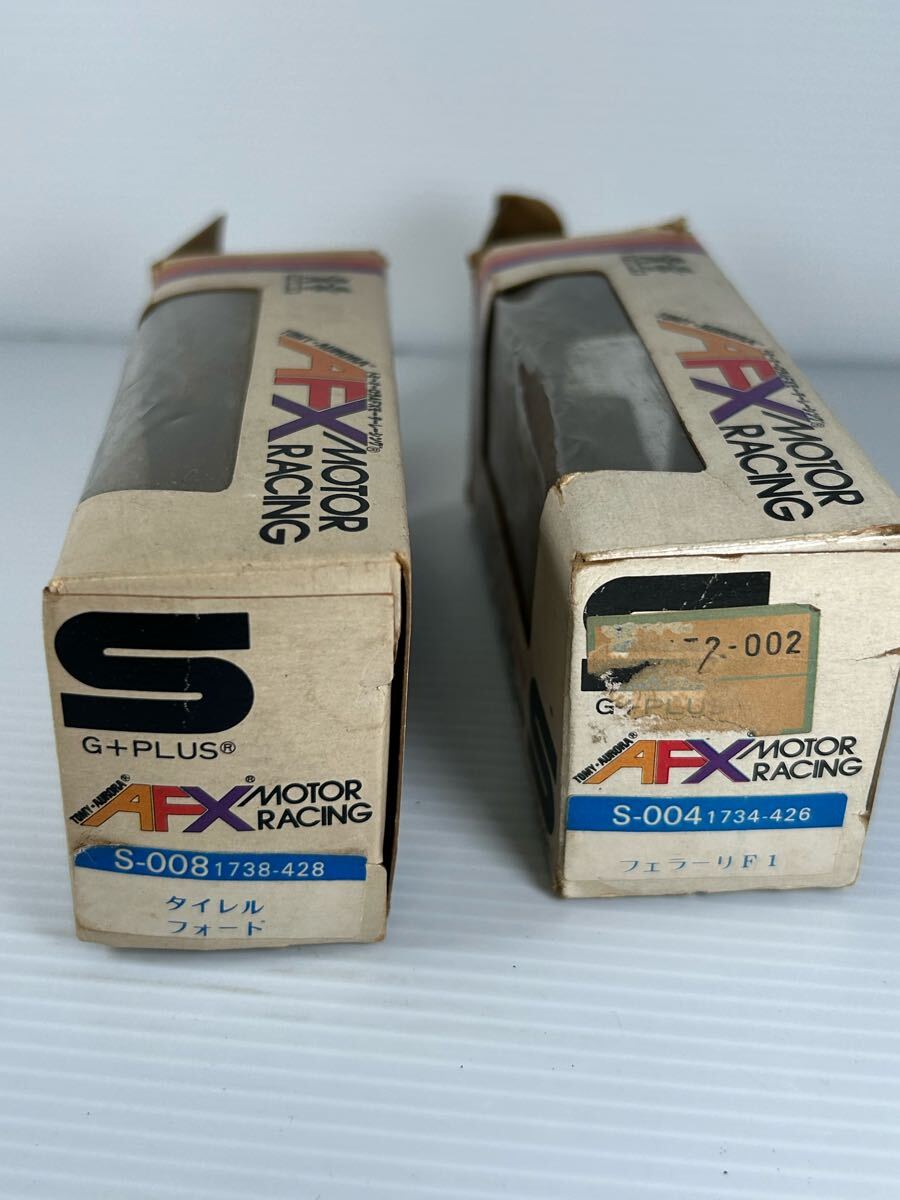 TOMY・AURORA®
AFX
MOTOR
RACING
S
G+PLUS®
TOMY・AURORA®
AFX®
MOTOR
RACING
S-008 1738-428
タイレル
フォード
AFX
MOTOR
RACING
2-002
G+PLUS
TOMY・AURORA®
AFX®
MOTOR
RACING
S-004 1734-426
フェラーリF1
S